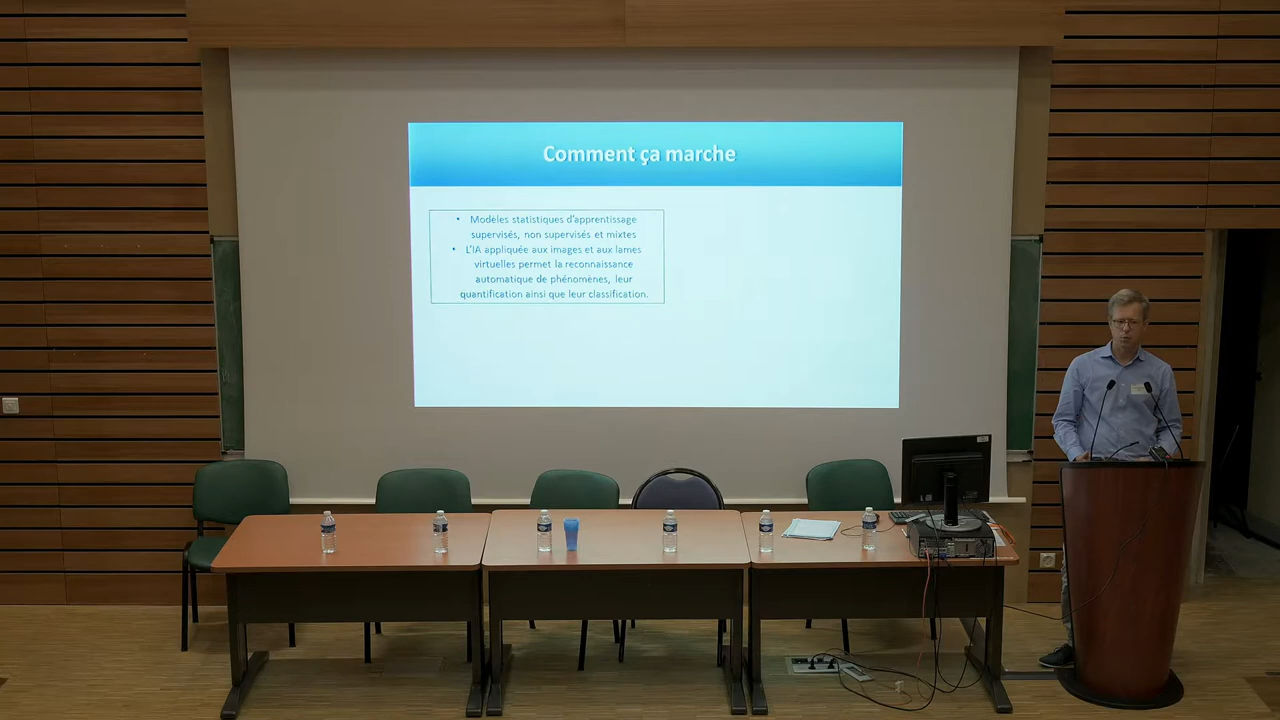 Comment ça marche
• Modèles statistiques d'apprentissage
supervisés, non supervisés et mixtes
• L'IA appliquée aux images et aux lames
virtuelles permet la reconnaissance
automatique de phénomènes, leur
quantification ainsi que leur classification.